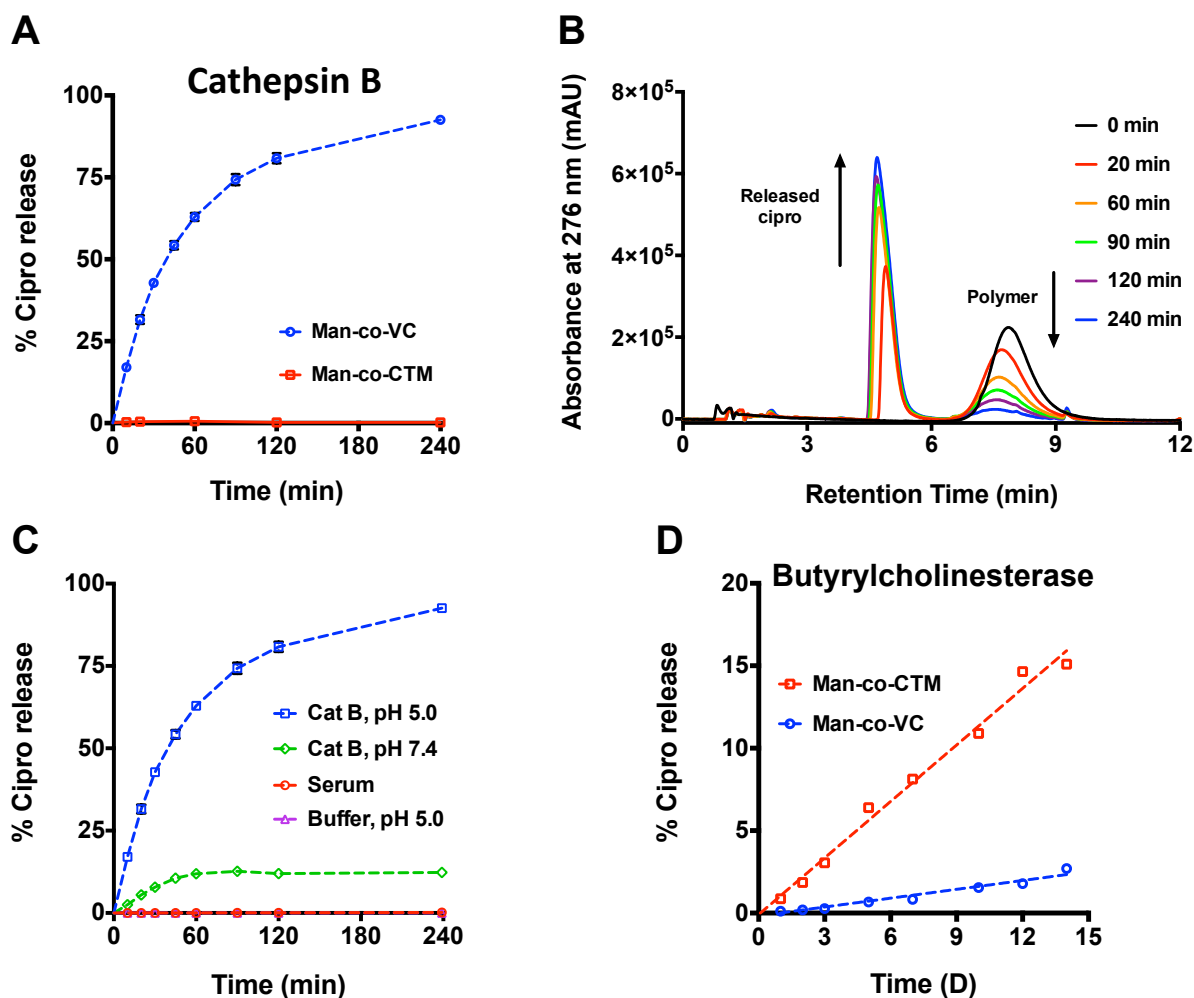 A
Cathepsin B
% Cipro release
100
75
50
25
0
Man-co-VC
Man-co-CTM
0 60 120 180 240
Time (min)
B
Absorbance at 276 nm (mAU)
8×10⁵
6×10⁵
4×10⁵
2×10⁵
0
Released
cipro
Polymer
0 min
20 min
60 min
90 min
120 min
240 min
0 3 6 9 12
Retention Time (min)
C
% Cipro release
100
75
50
25
0
Cat B, pH 5.0
Cat B, pH 7.4
Serum
Buffer, pH 5.0
0 60 120 180 240
Time (min)
D
Butyrylcholinesterase
% Cipro release
20
15
10
5
0
Man-co-CTM
Man-co-VC
0 3 6 9 12 15
Time (D)